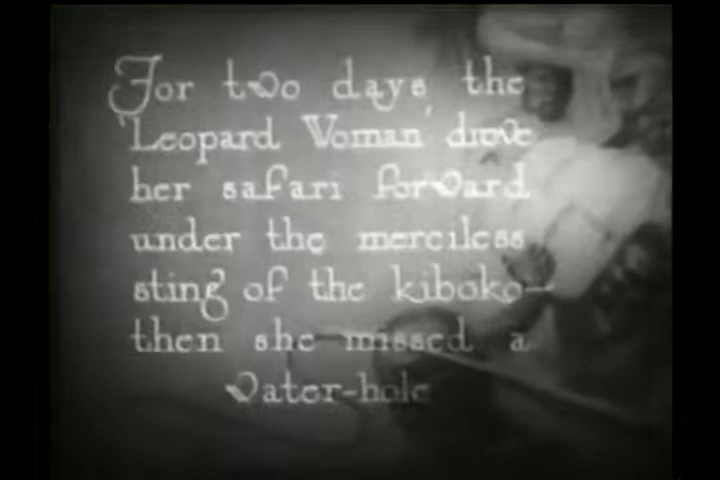 For two days, the
'Leopard Woman' drove
her safari forward
under the merciless
sting of the kiboko—
then she missed a
water-hole